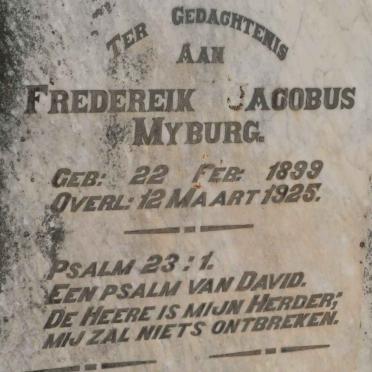 TER GEDACHTENIS
AAN
FREDEREIK JACOBUS
MYBURG.
GEB: 22 FEB: 1899
OVERL: 12 MAART 1925.
PSALM 23:1.
EEN PSALM VAN DAVID.
DE HEERE IS MIJN HERDER;
MIJ ZAL NIETS ONTBREKEN.